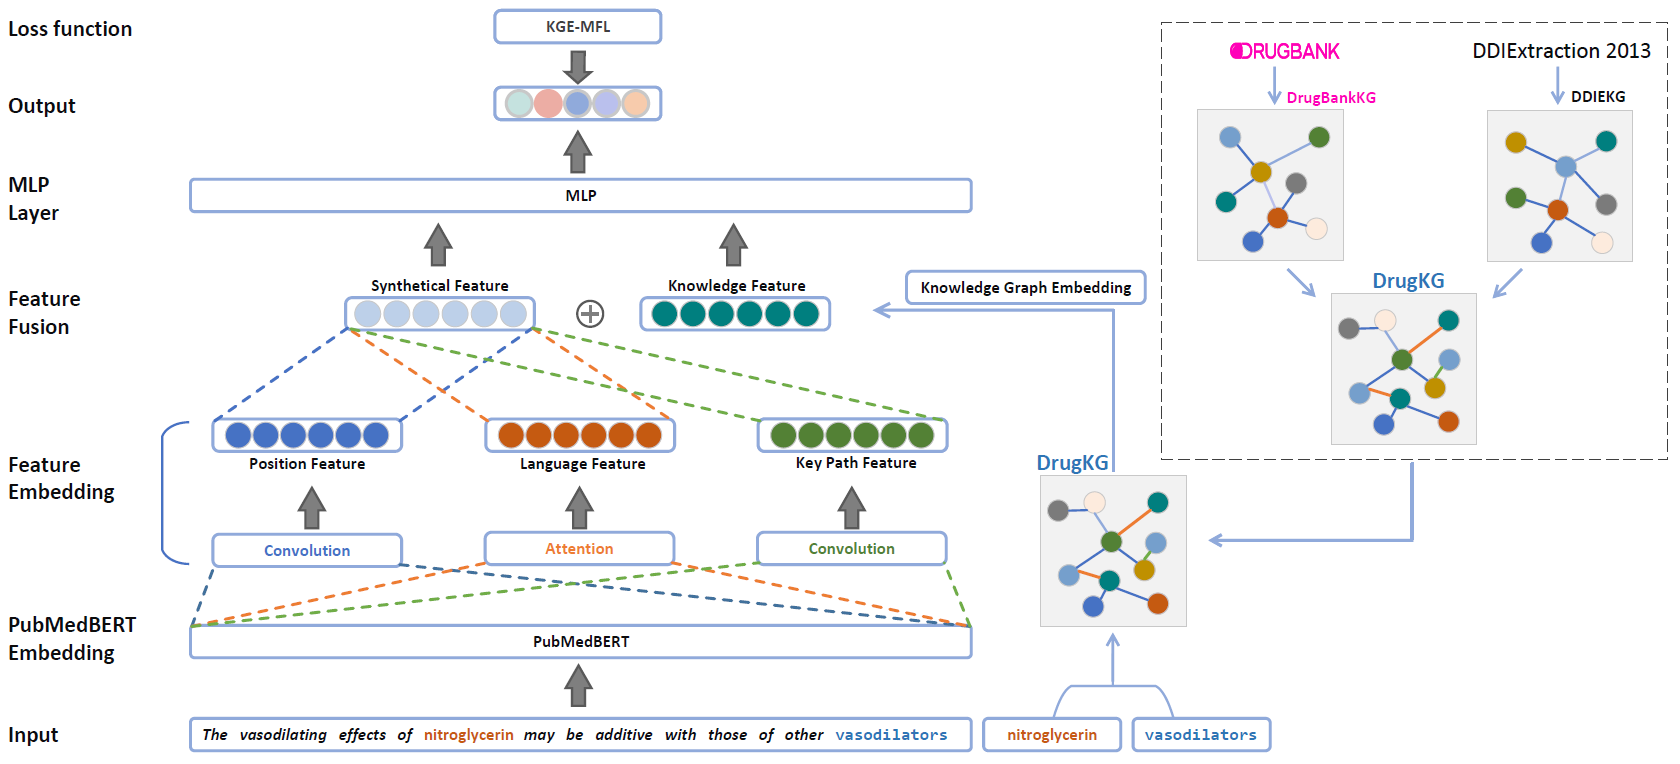 Loss function
KGE-MFL
DRUGBANK
DDIExtraction 2013
Output
DrugBankKG
DDIEKG
MLP
Layer
MLP
Feature
Fusion
Synthetical Feature
Knowledge Feature
Knowledge Graph Embedding
DrugKG
Feature
Embedding
Position Feature
Language Feature
Key Path Feature
DrugKG
Convolution
Attention
Convolution
PubMedBERT
Embedding
PubMedBERT
Input
The vasodilating effects of nitroglycerin may be additive with those of other vasodilators
nitroglycerin
vasodilators